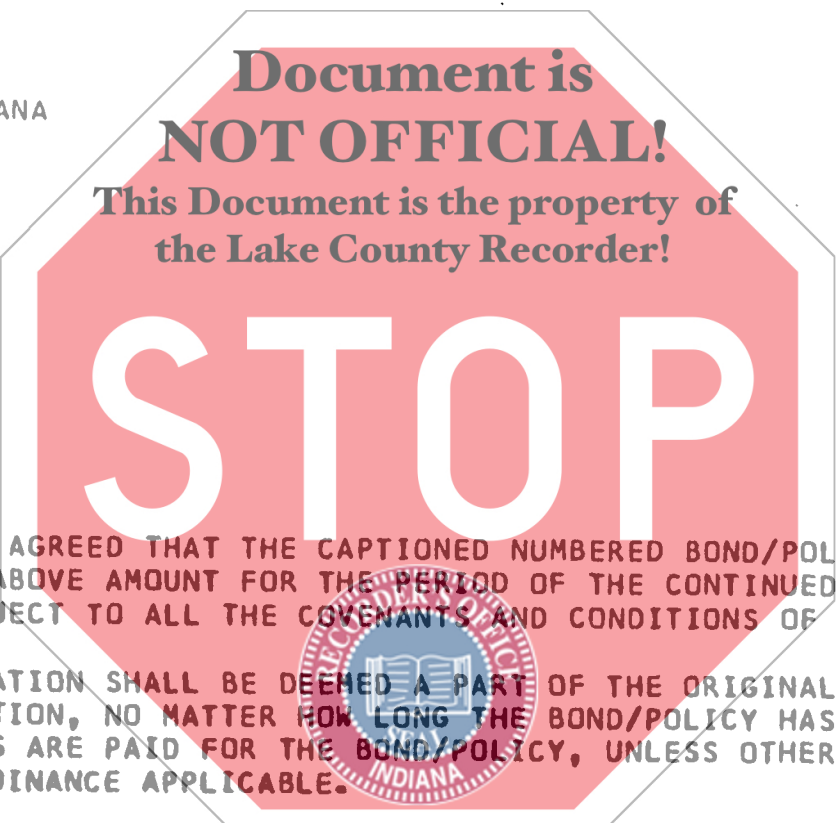 Document is
ANA
NOT OFFICIAL!
This Document is the property of
the Lake County Recorder!
STOP
AGREED THAT THE CAPTIONED NUMBERED BOND/POL
ABOVE AMOUNT FOR THE PERIOD OF THE CONTINUED
JECT TO ALL THE COVENANTS AND CONDITIONS OF
RECORDER'S OFFICE
ATION SHALL BE DEEMED A PART OF THE ORIGINAL
TION, NO MATTER HOW LONG THE BOND/POLICY HAS
S ARE PAID FOR THE BOND/POLICY, UNLESS OTHER
SEAL
DINANCE APPLICABLE.
INDIANA